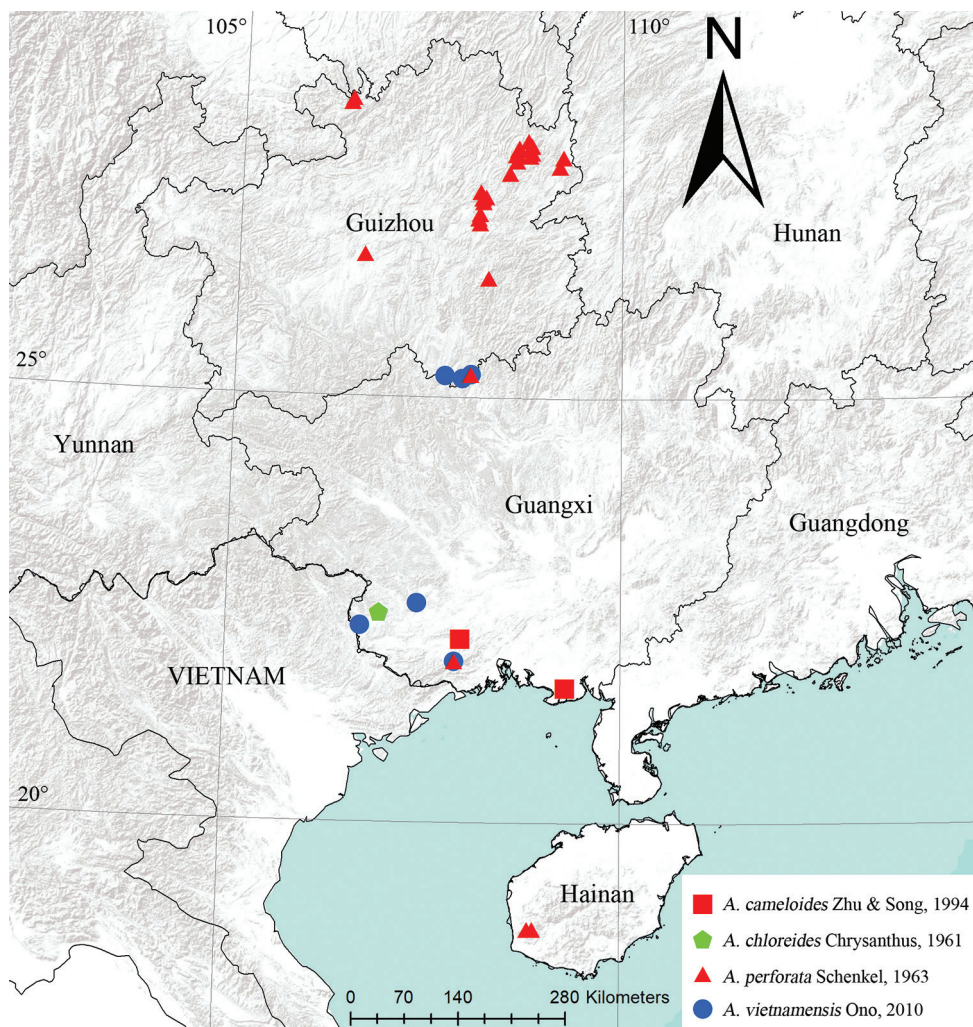 105°
110°
N
Guizhou
Hunan
25°
Yunnan
Guangxi
Guangdong
VIETNAM
20°
Hainan
A. cameloides Zhu & Song, 1994
A. chloreides Chrysanthus, 1961
A. perforata Schenkel, 1963
A. vietnamensis Ono, 2010
0 70 140 280 Kilometers